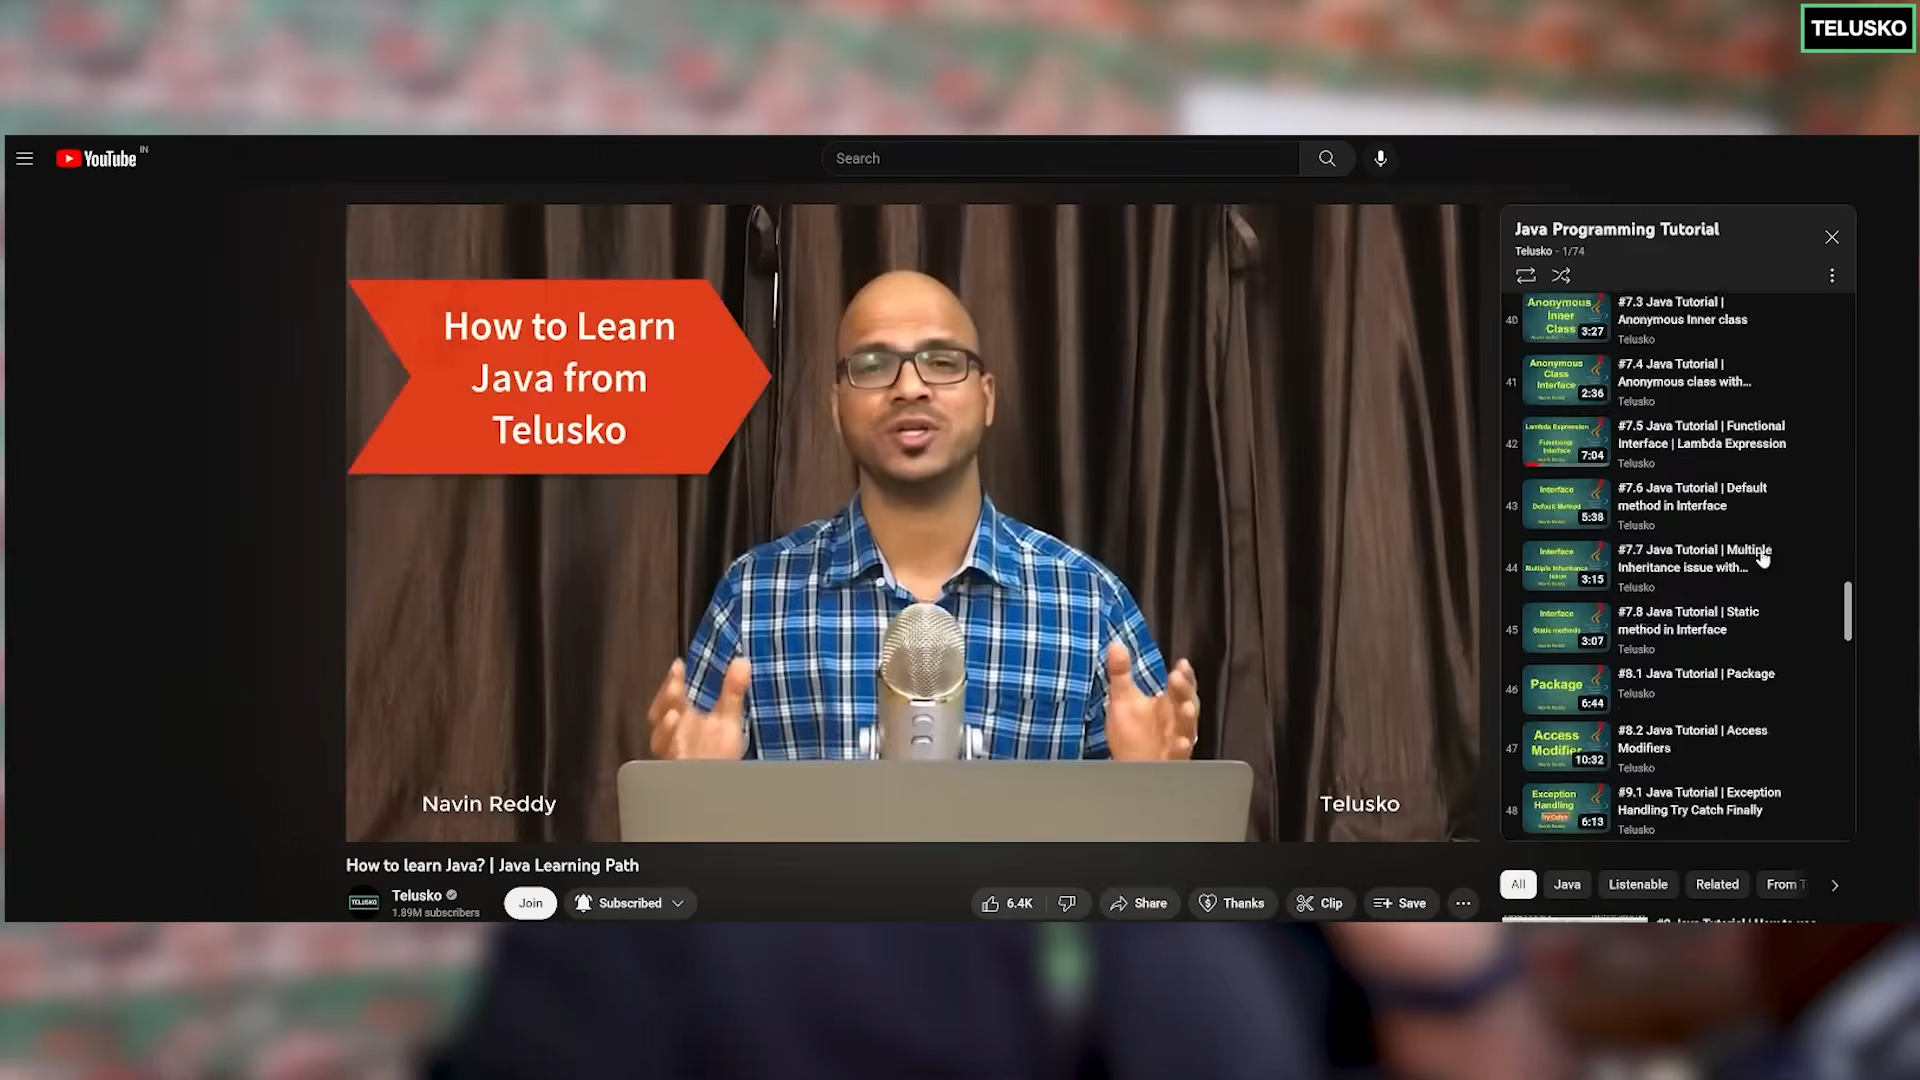 TELUSKO
YouTube IN
Search
How to Learn
Java from
Telusko
Navin Reddy
Telusko
Java Programming Tutorial
Telusko - 1/74
40
Anonymous
Inner
Class
3:27
#7.3 Java Tutorial |
Anonymous Inner class
Telusko
41
Anonymous
Class
Interface
2:36
#7.4 Java Tutorial |
Anonymous class with...
Telusko
42
Lambda Expression
Functional
Interface
7:04
#7.5 Java Tutorial | Functional
Interface | Lambda Expression
Telusko
43
Interface
Default Method
5:38
#7.6 Java Tutorial | Default
method in Interface
Telusko
44
Interface
Multiple Inheritance
Issue
3:15
#7.7 Java Tutorial | Multiple
Inheritance issue with...
Telusko
45
Interface
Static methods
3:07
#7.8 Java Tutorial | Static
method in Interface
Telusko
46
Package
6:44
#8.1 Java Tutorial | Package
Telusko
47
Access
Modifier
10:32
#8.2 Java Tutorial | Access
Modifiers
Telusko
48
Exception
Handling
Try Catch
6:13
#9.1 Java Tutorial | Exception
Handling Try Catch Finally
Telusko
How to learn Java? | Java Learning Path
TELUSKO
Telusko
1.89M subscribers
Join
Subscribed
6.4K
Share
Thanks
Clip
Save
All
Java
Listenable
Related
From